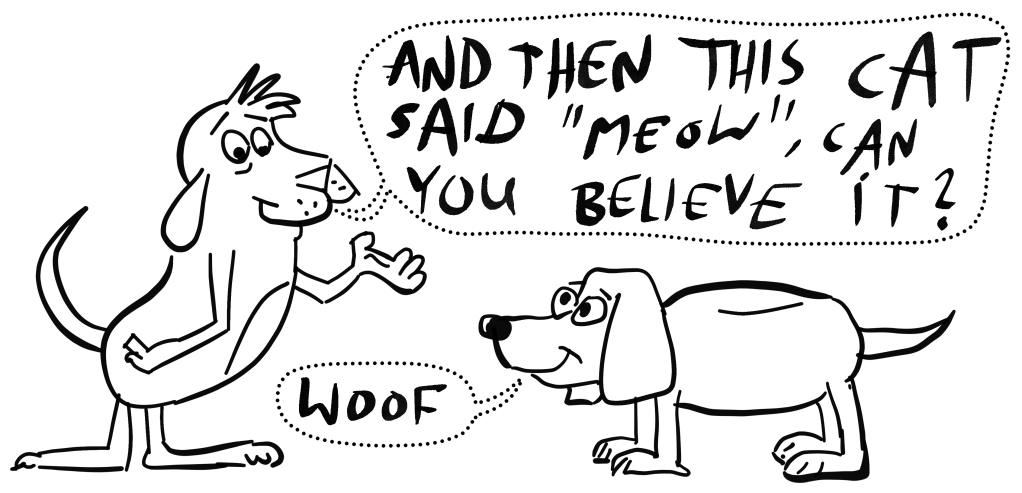 AND THEN THIS CAT
SAID "MEOW", CAN
YOU BELIEVE IT?
WOOF